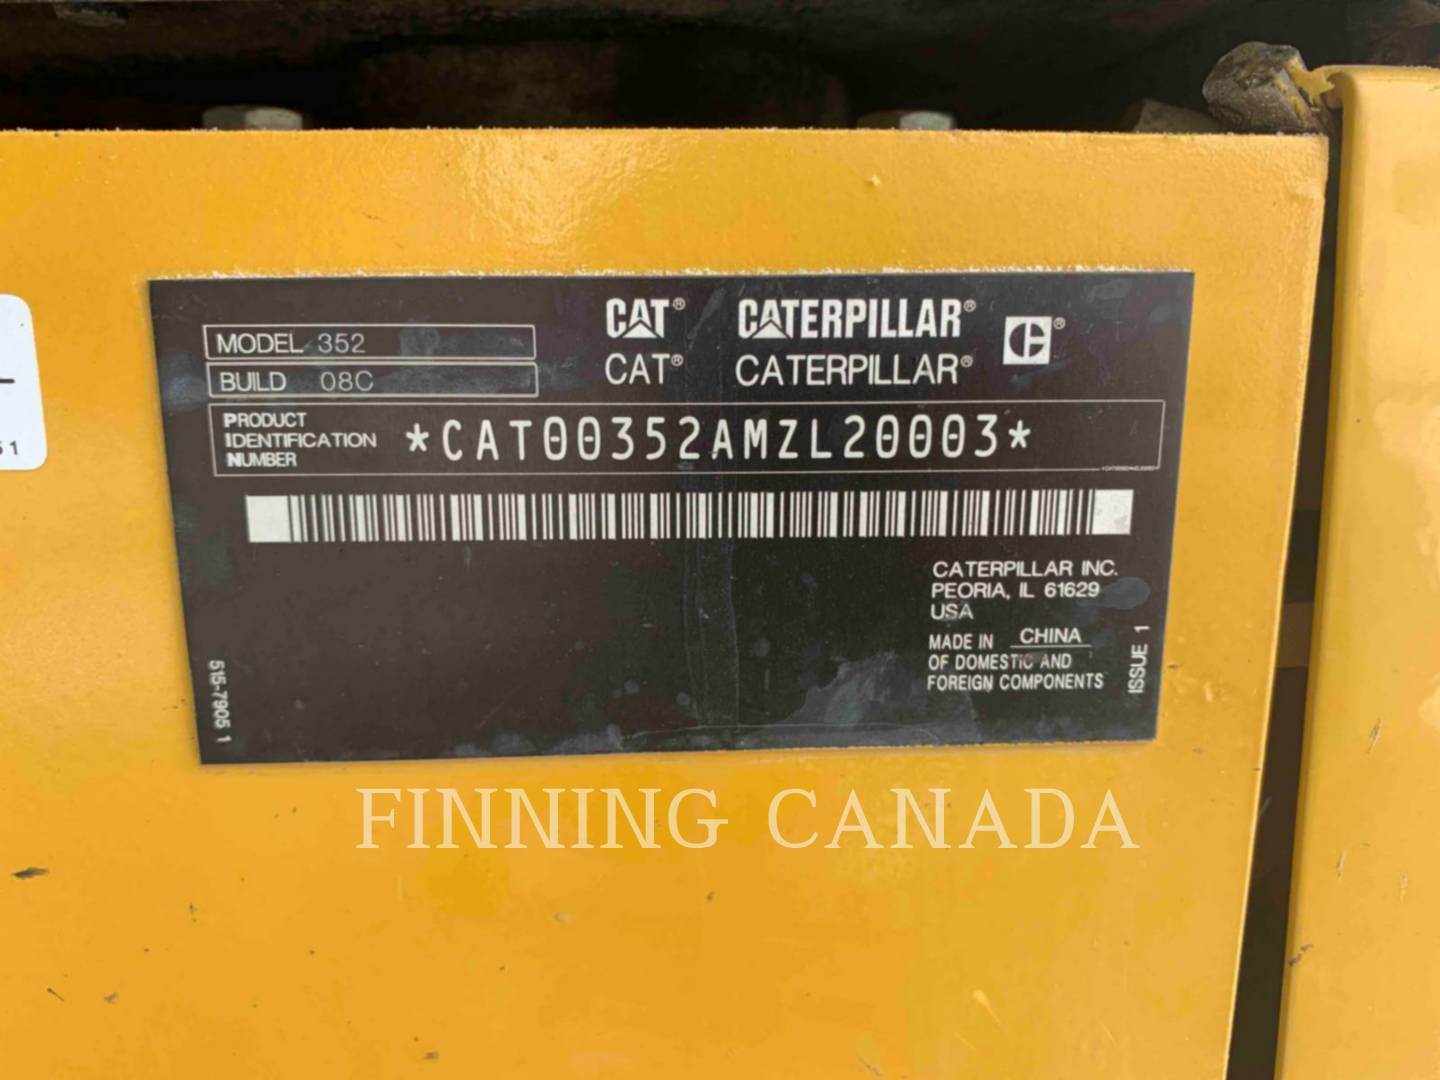 CAT® CATERPILLAR®
MODEL 352
CAT® CATERPILLAR®
BUILD 08C
PRODUCT
IDENTIFICATION
NUMBER
*CAT00352AMZL20003*
CATERPILLAR INC.
PEORIA, IL 61629
USA
MADE IN CHINA
OF DOMESTIC AND
FOREIGN COMPONENTS
ISSUE 1
515-7905 1
FINNING CANADA